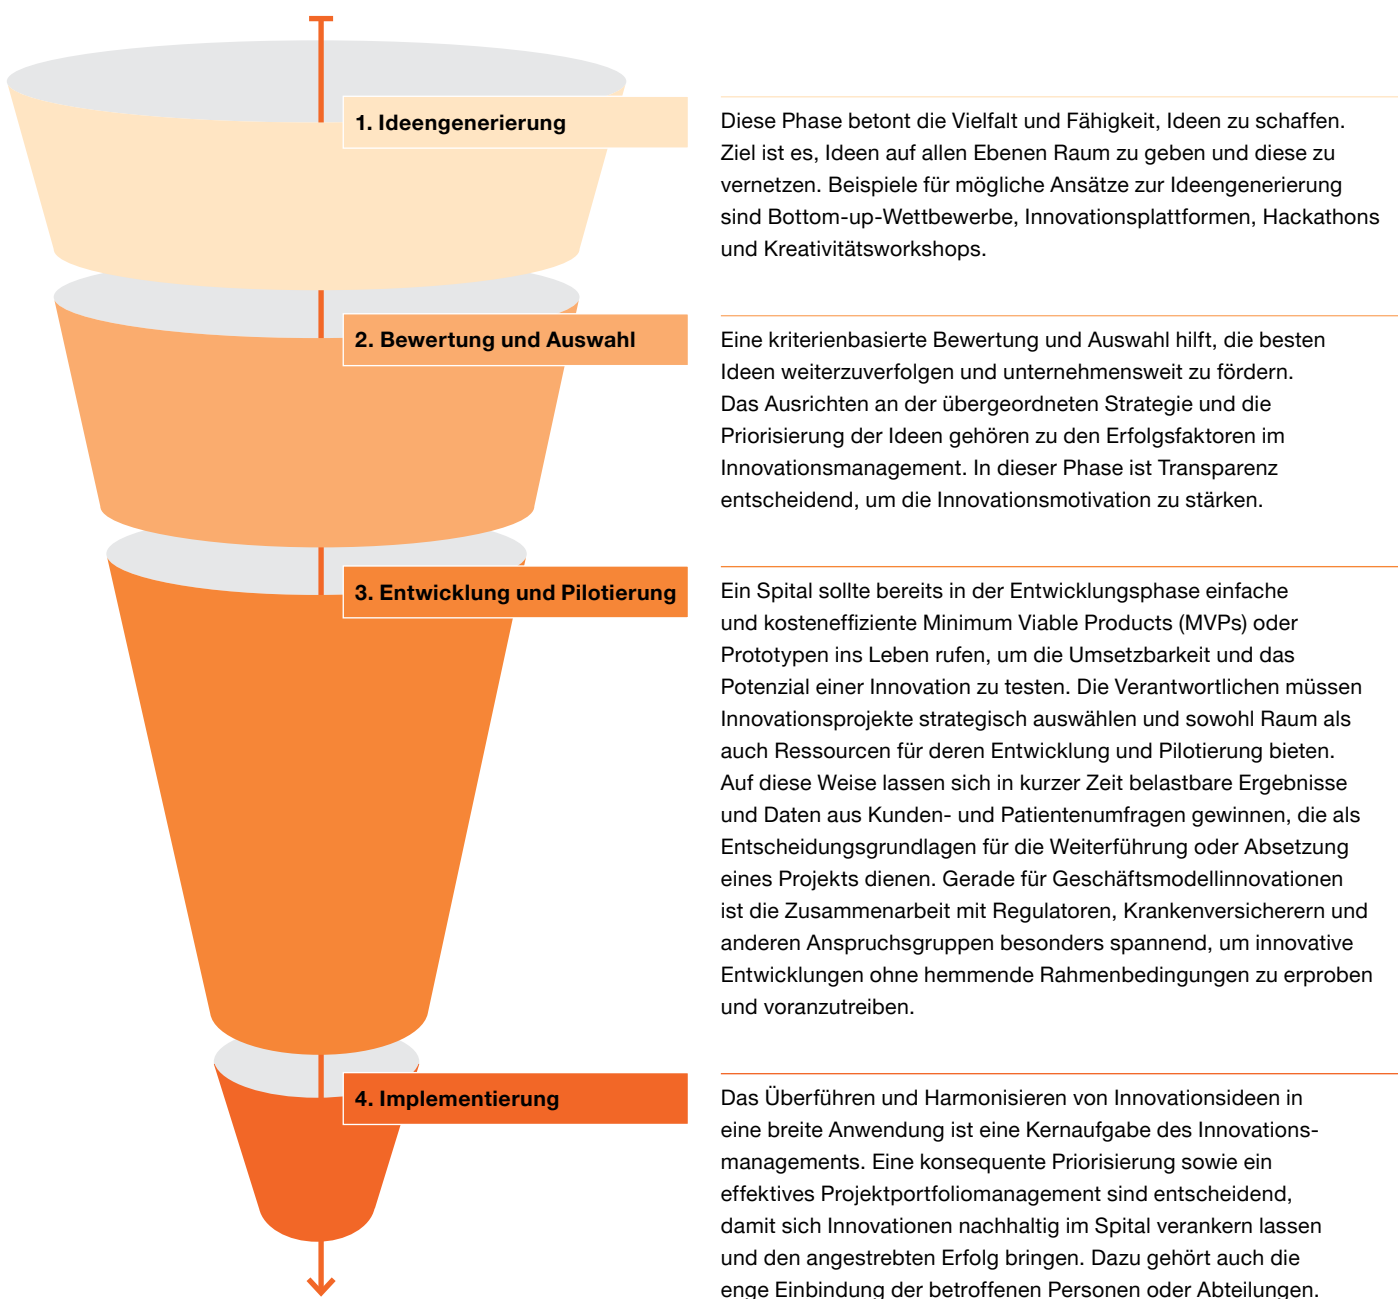 1. Ideengenerierung
Diese Phase betont die Vielfalt und Fähigkeit, Ideen zu schaffen.
Ziel ist es, Ideen auf allen Ebenen Raum zu geben und diese zu
vernetzen. Beispiele für mögliche Ansätze zur Ideengenerierung
sind Bottom-up-Wettbewerbe, Innovationsplattformen, Hackathons
und Kreativitätsworkshops.
2. Bewertung und Auswahl
Eine kriterienbasierte Bewertung und Auswahl hilft, die besten
Ideen weiterzuverfolgen und unternehmensweit zu fördern.
Das Ausrichten an der übergeordneten Strategie und die
Priorisierung der Ideen gehören zu den Erfolgsfaktoren im
Innovationsmanagement. In dieser Phase ist Transparenz
entscheidend, um die Innovationsmotivation zu stärken.
3. Entwicklung und Pilotierung
Ein Spital sollte bereits in der Entwicklungsphase einfache
und kosteneffiziente Minimum Viable Products (MVPs) oder
Prototypen ins Leben rufen, um die Umsetzbarkeit und das
Potenzial einer Innovation zu testen. Die Verantwortlichen müssen
Innovationsprojekte strategisch auswählen und sowohl Raum als
auch Ressourcen für deren Entwicklung und Pilotierung bieten.
Auf diese Weise lassen sich in kurzer Zeit belastbare Ergebnisse
und Daten aus Kunden- und Patientenumfragen gewinnen, die als
Entscheidungsgrundlagen für die Weiterführung oder Absetzung
eines Projekts dienen. Gerade für Geschäftsmodellinnovationen
ist die Zusammenarbeit mit Regulatoren, Krankenversicherern und
anderen Anspruchsgruppen besonders spannend, um innovative
Entwicklungen ohne hemmende Rahmenbedingungen zu erproben
und voranzutreiben.
4. Implementierung
Das Überführen und Harmonisieren von Innovationsideen in
eine breite Anwendung ist eine Kernaufgabe des Innovations-
managements. Eine konsequente Priorisierung sowie ein
effektives Projektportfoliomanagement sind entscheidend,
damit sich Innovationen nachhaltig im Spital verankern lassen
und den angestrebten Erfolg bringen. Dazu gehört auch die
enge Einbindung der betroffenen Personen oder Abteilungen.